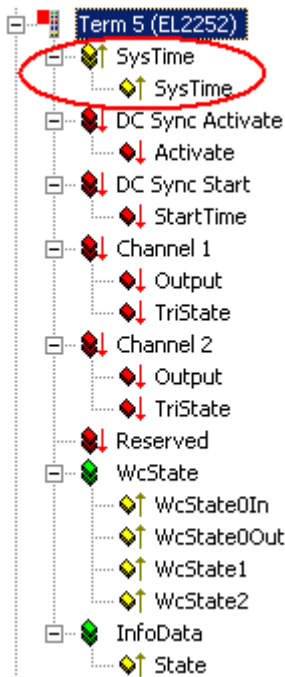 Term 5 (EL2252)
SysTime
SysTime
DC Sync Activate
Activate
DC Sync Start
StartTime
Channel 1
Output
TriState
Channel 2
Output
TriState
Reserved
WcState
WcState0In
WcState0Out
WcState1
WcState2
InfoData
State